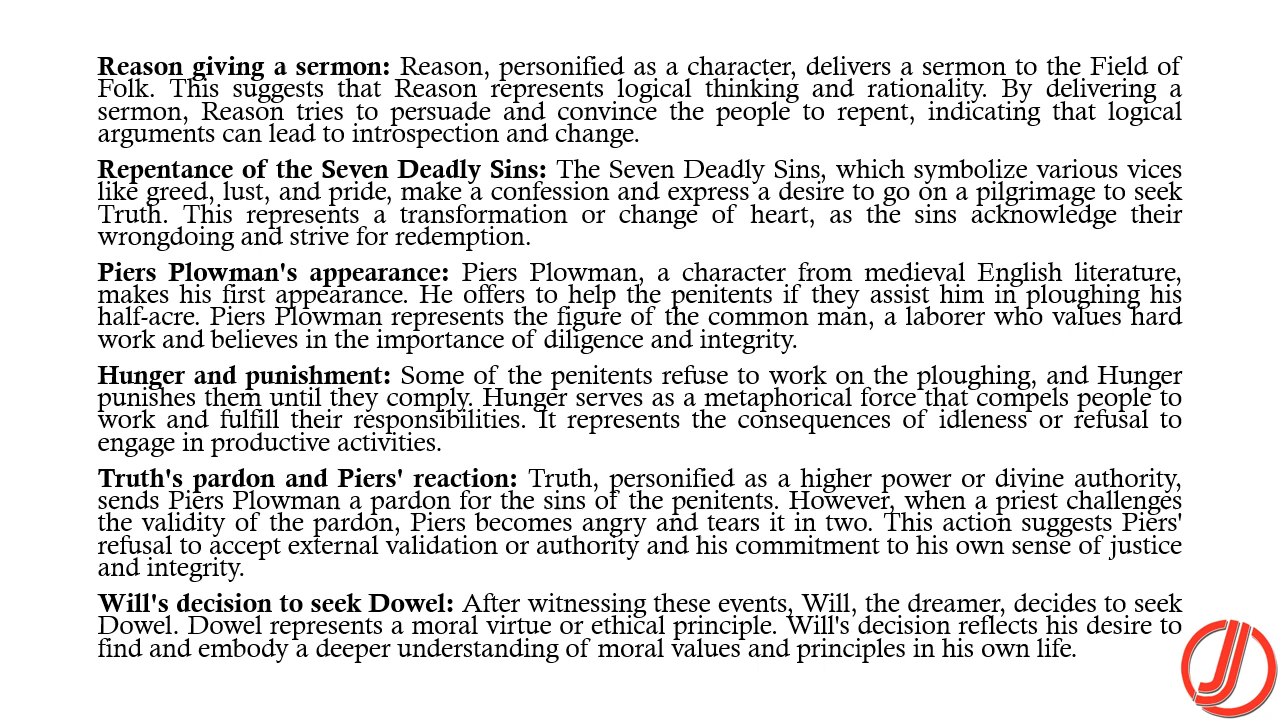 Reason giving a sermon: Reason, personified as a character, delivers a sermon to the Field of
Folk. This suggests that Reason represents logical thinking and rationality. By delivering a
sermon, Reason tries to persuade and convince the people to repent, indicating that logical
arguments can lead to introspection and change.
Repentance of the Seven Deadly Sins: The Seven Deadly Sins, which symbolize various vices
like greed, lust, and pride, make a confession and express a desire to go on a pilgrimage to seek
Truth. This represents a transformation or change of heart, as the sins acknowledge their
wrongdoing and strive for redemption.
Piers Plowman's appearance: Piers Plowman, a character from medieval English literature,
makes his first appearance. He offers to help the penitents if they assist him in ploughing his
half-acre. Piers Plowman represents the figure of the common man, a laborer who values hard
work and believes in the importance of diligence and integrity.
Hunger and punishment: Some of the penitents refuse to work on the ploughing, and Hunger
punishes them until they comply. Hunger serves as a metaphorical force that compels people to
work and fulfill their responsibilities. It represents the consequences of idleness or refusal to
engage in productive activities.
Truth's pardon and Piers' reaction: Truth, personified as a higher power or divine authority,
sends Piers Plowman a pardon for the sins of the penitents. However, when a priest challenges
the validity of the pardon, Piers becomes angry and tears it in two. This action suggests Piers'
refusal to accept external validation or authority and his commitment to his own sense of justice
and integrity.
Will's decision to seek Dowel: After witnessing these events, Will, the dreamer, decides to seek
Dowel. Dowel represents a moral virtue or ethical principle. Will's decision reflects his desire to
find and embody a deeper understanding of moral values and principles in his own life.